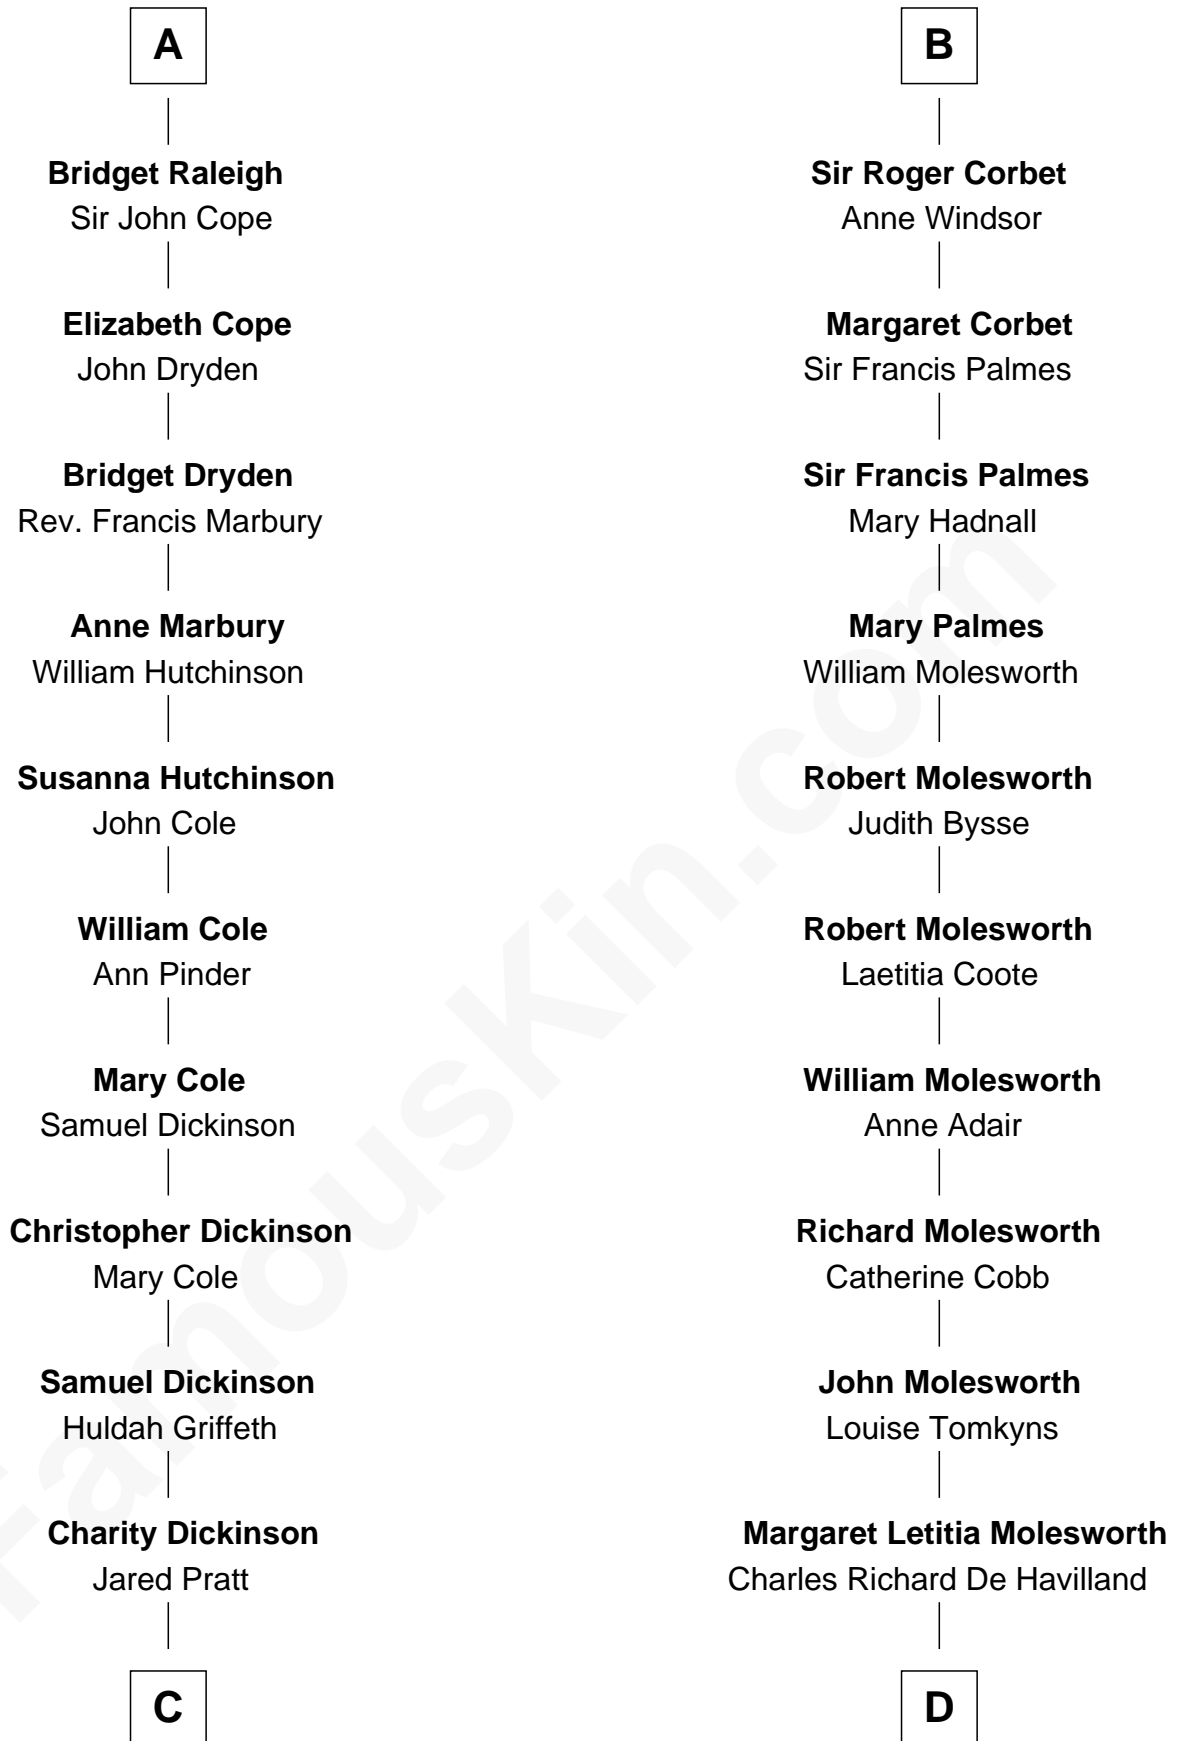 A
Bridget Raleigh
Sir John Cope
Elizabeth Cope
John Dryden
Bridget Dryden
Rev. Francis Marbury
Anne Marbury
William Hutchinson
Susanna Hutchinson
John Cole
William Cole
Ann Pinder
Mary Cole
Samuel Dickinson
Christopher Dickinson
Mary Cole
Samuel Dickinson
Huldah Griffeth
Charity Dickinson
Jared Pratt
C
B
Sir Roger Corbet
Anne Windsor
Margaret Corbet
Sir Francis Palmes
Sir Francis Palmes
Mary Hadnall
Mary Palmes
William Molesworth
Robert Molesworth
Judith Bysse
Robert Molesworth
Laetitia Coote
William Molesworth
Anne Adair
Richard Molesworth
Catherine Cobb
John Molesworth
Louise Tomkyns
Margaret Letitia Molesworth
Charles Richard De Havilland
D
FamousKin.com